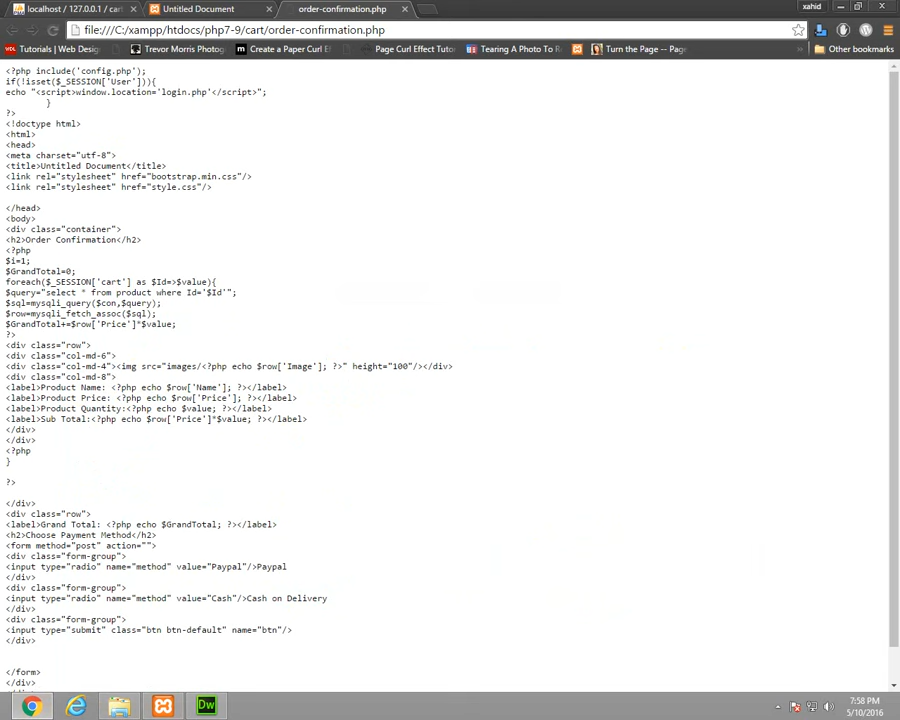 localhost / 127.0.0.1 / cart
Untitled Document
order-confirmation.php
xahid
file:///C:/xampp/htdocs/php7-9/cart/order-confirmation.php
Tutorials | Web Desig
Trevor Morris Photog
Create a Paper Curl Ef
Page Curl Effect Tuto
Tearing A Photo To R
Turn the Page -- Pag
»
Other bookmarks
<?php include('config.php');
if(!isset($_SESSION['User'])){
echo "<script>window.location='login.php'</script>";
}
?>
<!doctype html>
<html>
<head>
<meta charset="utf-8">
<title>Untitled Document</title>
<link rel="stylesheet" href="bootstrap.min.css"/>
<link rel="stylesheet" href="style.css"/>
</head>
<body>
<div class="container">
<h2>Order Confirmation</h2>
<?php
$i=1;
$GrandTotal=0;
foreach($_SESSION['cart'] as $Id=>$value){
$query="select * from product where Id='$Id'";
$sql=mysqli_query($con,$query);
$row=mysqli_fetch_assoc($sql);
$GrandTotal+=$row['Price']*$value;
?>
<div class="row">
<div class="col-md-6">
<div class="col-md-4"><img src="images/<?php echo $row['Image']; ?>" height="100"/></div>
<div class="col-md-8">
<label>Product Name: <?php echo $row['Name']; ?></label>
<label>Product Price: <?php echo $row['Price']; ?></label>
<label>Product Quantity:<?php echo $value; ?></label>
<label>Sub Total:<?php echo $row['Price']*$value; ?></label>
</div>
</div>
<?php
}
?>
</div>
<div class="row">
<label>Grand Total: <?php echo $GrandTotal; ?></label>
<h2>Choose Payment Method</h2>
<form method="post" action="">
<div class="form-group">
<input type="radio" name="method" value="Paypal"/>Paypal
</div>
<div class="form-group">
<input type="radio" name="method" value="Cash"/>Cash on Delivery
</div>
<div class="form-group">
<input type="submit" class="btn btn-default" name="btn"/>
</div>
</form>
</div>
Dw
7:58 PM
5/10/2016